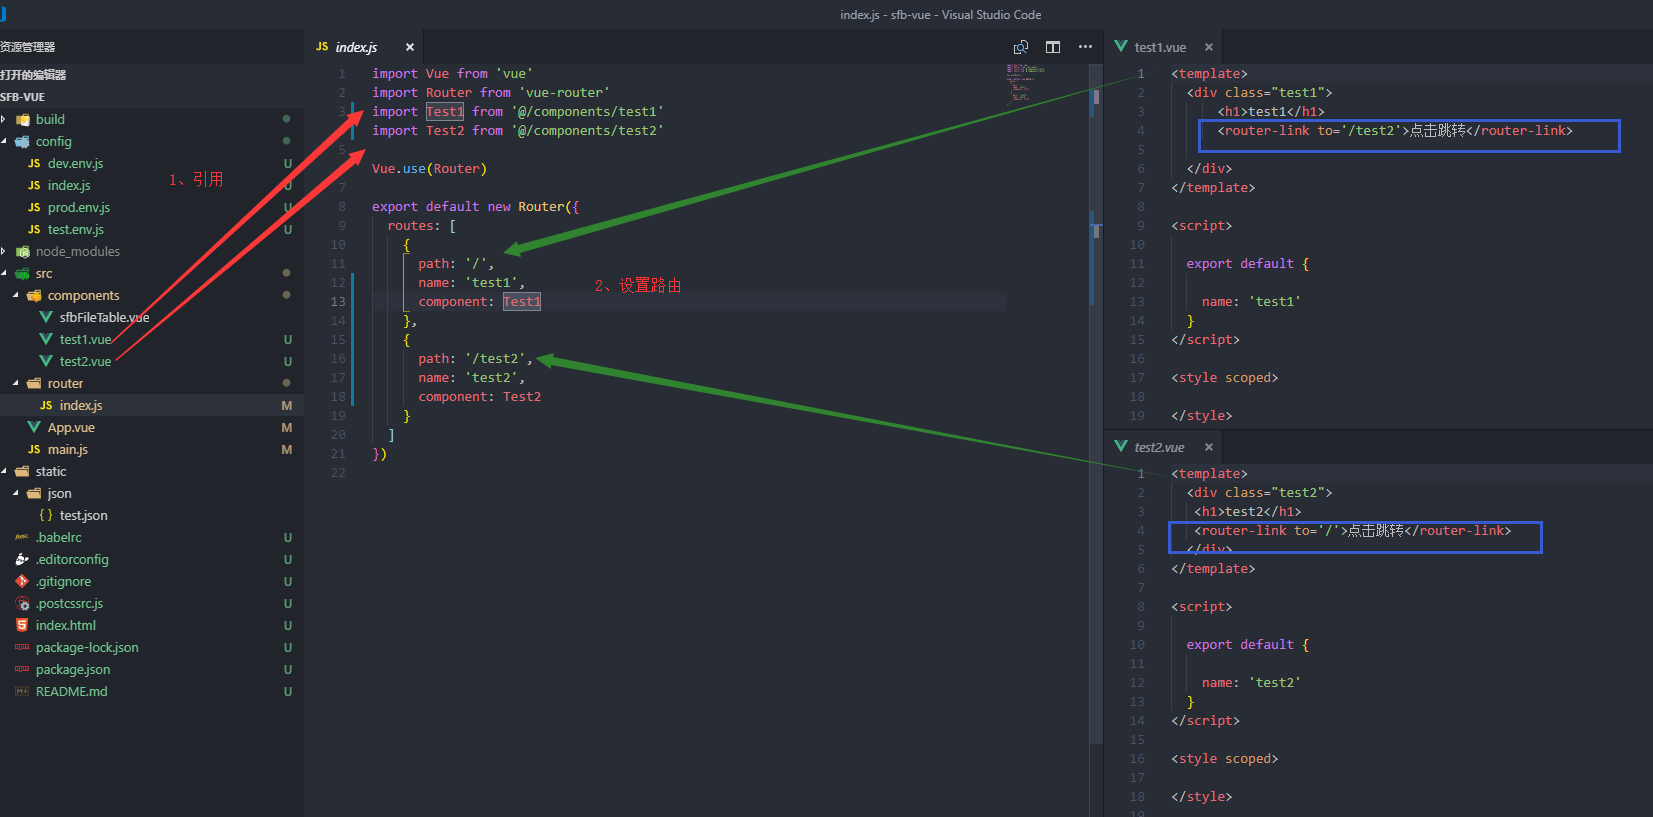 index.js - sfb-vue - Visual Studio Code
资源管理器
打开的编辑器
SFB-VUE
build
config
JS dev.env.js U
JS index.js U
JS prod.env.js U
JS test.env.js U
node_modules
src
components
sfbFileTable.vue
test1.vue U
test2.vue U
router
JS index.js M
App.vue M
JS main.js M
static
json
{ } test.json
.babelrc U
.editorconfig U
.gitignore U
.postcssrc.js U
index.html U
package-lock.json U
package.json U
README.md U
1、引用
JS index.js ×
1 import Vue from 'vue'
2 import Router from 'vue-router'
3 import Test1 from '@/components/test1'
import Test2 from '@/components/test2'
5
Vue.use(Router)
7
8 export default new Router({
9 routes: [
10 {
11 path: '/',
12 name: 'test1',
13 component: Test1
14 },
15 {
16 path: '/test2',
17 name: 'test2',
18 component: Test2
19 }
20 ]
21 })
22
2、设置路由
test1.vue ×
1 <template>
2 <div class="test1">
3 <h1>test1</h1>
4 <router-link to='/test2'>点击跳转</router-link>
5
6 </div>
7 </template>
8
9 <script>
10
11 export default {
12
13 name: 'test1'
14 }
15 </script>
16
17 <style scoped>
18
19 </style>
test2.vue ×
1 <template>
2 <div class="test2">
3 <h1>test2</h1>
4 <router-link to='/'>点击跳转</router-link>
5 </div>
6 </template>
7
8 <script>
9
10 export default {
11
12 name: 'test2'
13 }
14 </script>
15
16 <style scoped>
17
18 </style>
19